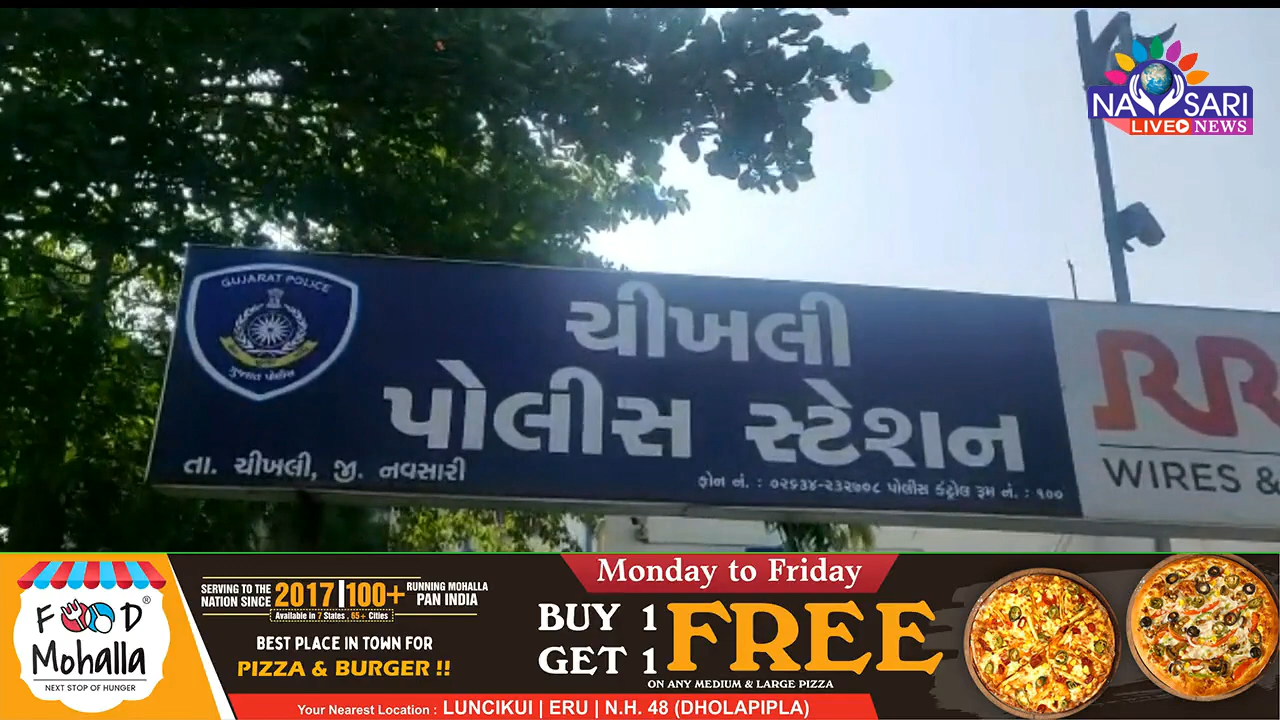 NAVSARI
LIVE NEWS
GUJARAT POLICE
ગુજરાત પોલીસ
ચીખલી
પોલીસ સ્ટેશન
તા. ચીખલી, જી. નવસારી
ફોન નં. : ૦૨૬૩૪-૨૩૨૭૦૮ પોલીસ કંટ્રોલ રૂમ નં. : ૧૦૦
RR
WIRES &
FOOD
Mohalla
NEXT STOP OF HUNGER
SERVING TO THE NATION SINCE 2017 | 100+ RUNNING MOHALLA PAN INDIA
Available in 7 States , 65+ Cities
BEST PLACE IN TOWN FOR
PIZZA & BURGER !!
Monday to Friday
BUY 1
GET 1
FREE
ON ANY MEDIUM & LARGE PIZZA
Your Nearest Location : LUNCIKUI | ERU | N.H. 48 (DHOLAPIPLA)